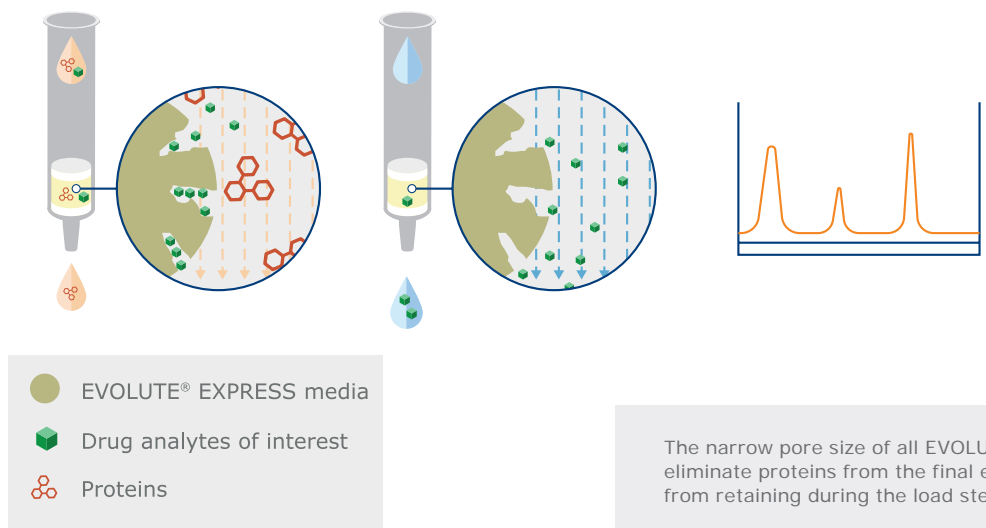 EVOLUTE® EXPRESS media
Drug analytes of interest
Proteins
The narrow pore size of all EVOLU
eliminate proteins from the final e
from retaining during the load ste